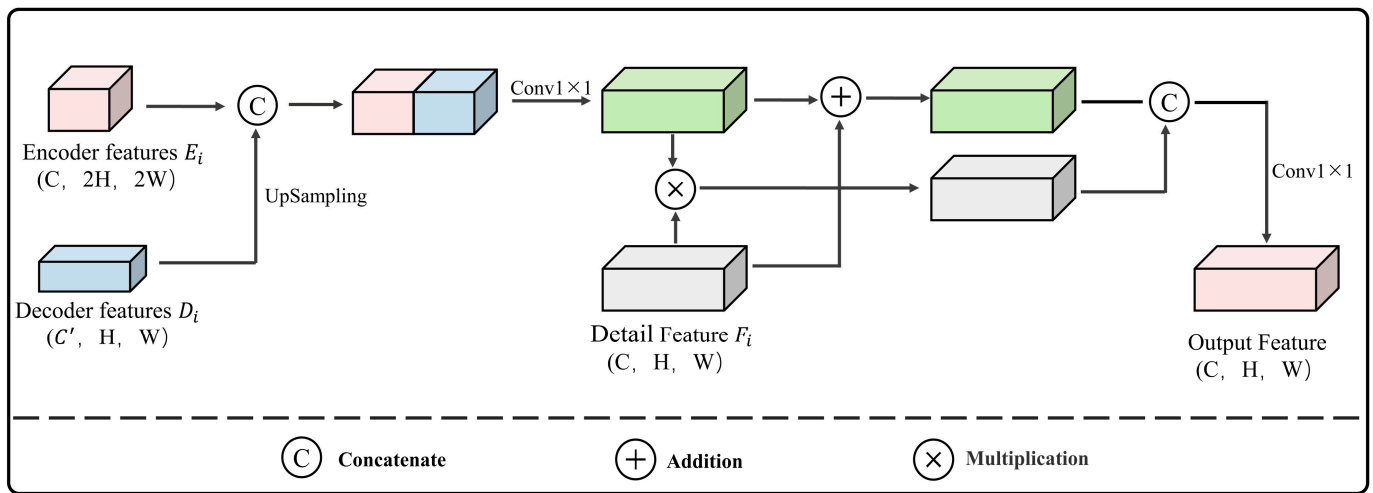 C
Conv1×1
+
C
Encoder features E_i
(C, 2H, 2W)
UpSampling
×
Conv1×1
Decoder features D_i
(C′, H, W)
Detail Feature F_i
(C, H, W)
Output Feature
(C, H, W)
C Concatenate
+ Addition
× Multiplication